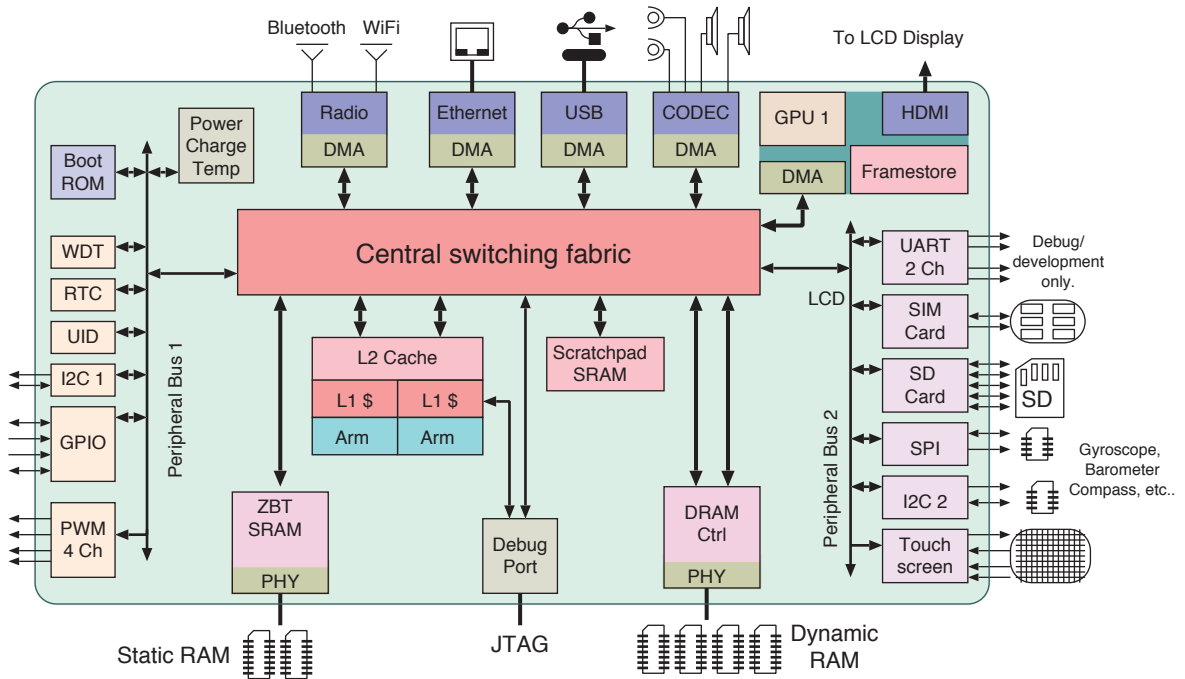 Bluetooth WiFi
To LCD Display
Radio
DMA
Ethernet
DMA
USB
DMA
CODEC
DMA
GPU 1
DMA
HDMI
Framestore
Power
Charge
Temp
Boot
ROM
WDT
RTC
UID
I2C 1
GPIO
PWM
4 Ch
Peripheral Bus 1
Central switching fabric
L2 Cache
L1 $ L1 $
Arm Arm
Scratchpad
SRAM
ZBT
SRAM
PHY
Debug
Port
DRAM
Ctrl
PHY
LCD
Peripheral Bus 2
UART
2 Ch
SIM
Card
SD
Card
SPI
I2C 2
Touch
screen
Debug/
development
only.
SD
Gyroscope,
Barometer
Compass, etc..
Static RAM
JTAG
Dynamic
RAM